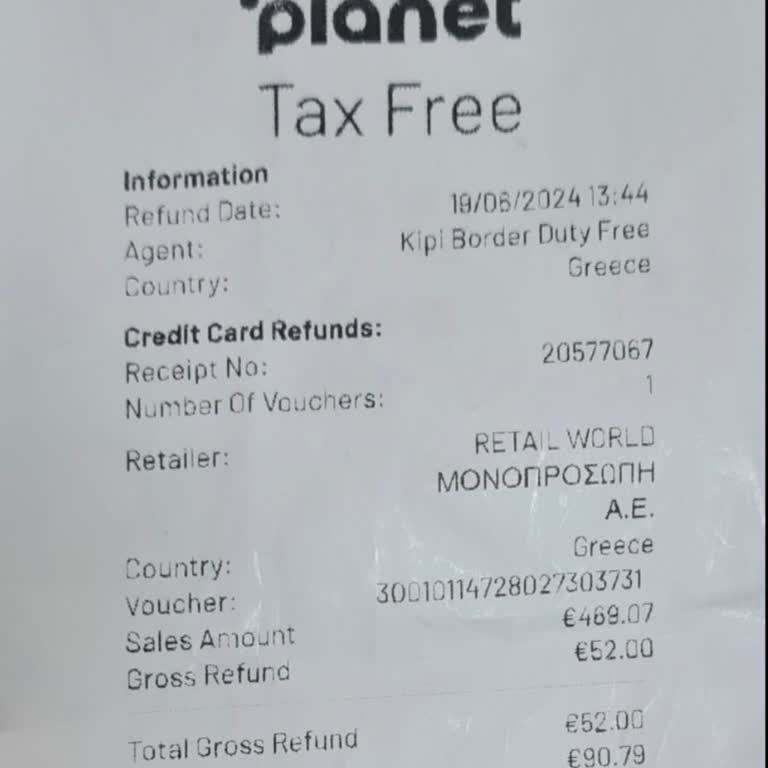 planet
Tax Free
Information
Refund Date: 19/06/2024 13:44
Agent: Kipi Border Duty Free
Country: Greece
Credit Card Refunds:
Receipt No: 20577067
Number Of Vouchers: 1
Retailer: RETAIL WORLD
ΜΟΝΟΠΡΟΣΩΠΗ
Α.Ε.
Country: Greece
Voucher: 30010114728027303731
Sales Amount €469.07
Gross Refund €52.00
Total Gross Refund €52.00
€90.79